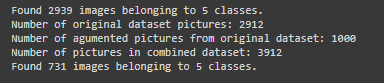 Found 2939 images belonging to 5 classes.
Number of original dataset pictures: 2912
Number of agumented pictures from original dataset: 1000
Number of pictures in combined dataset: 3912
Found 731 images belonging to 5 classes.